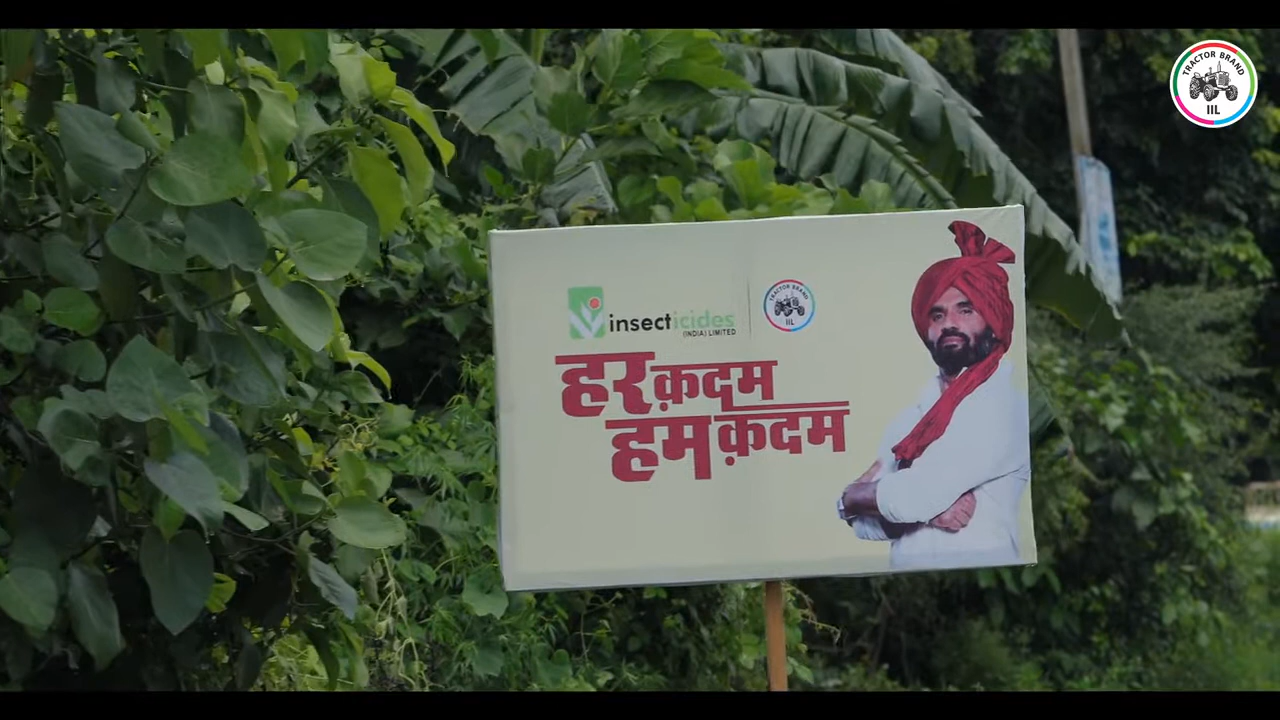 TRACTOR BRAND
IIL
insecticides
(INDIA) LIMITED
TRACTOR BRAND
IIL
हर क़दम
हम क़दम